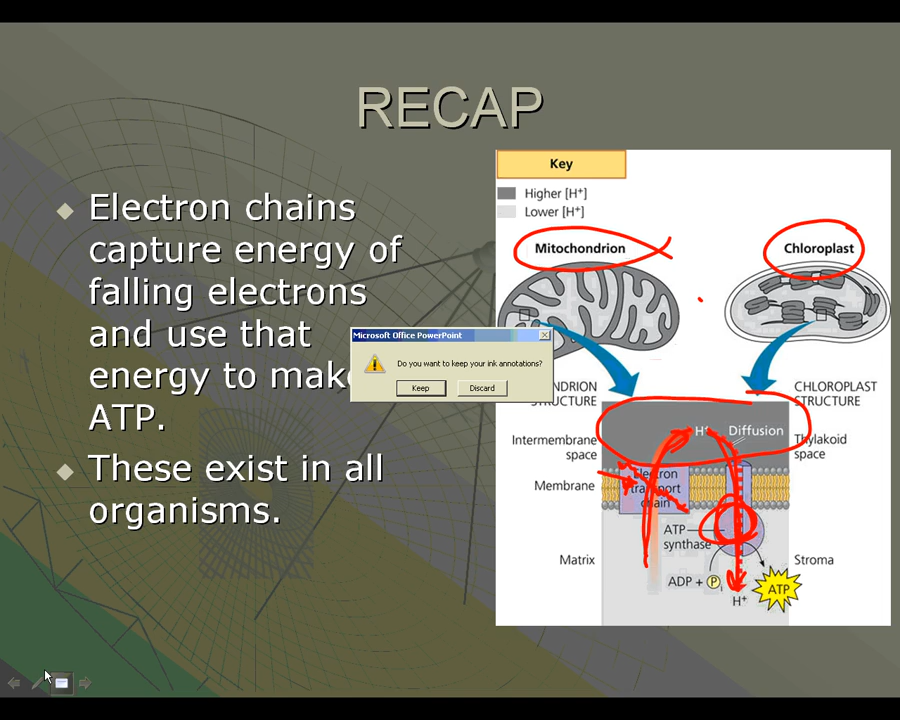 RECAP
Electron chains
capture energy of
falling electrons
and use that
energy to make
ATP.
These exist in all
organisms.
Key
Higher [H⁺]
Lower [H⁺]
Mitochondrion
Chloroplast
Microsoft Office PowerPoint
Do you want to keep your ink annotations?
Keep
Discard
NDRION
STRUCTURE
CHLOROPLAST
STRUCTURE
H⁺
Diffusion
Intermembrane
space
Thylakoid
space
Membrane
Electron
transport
chain
ATP
synthase
Matrix
Stroma
ADP + P
ATP
H⁺